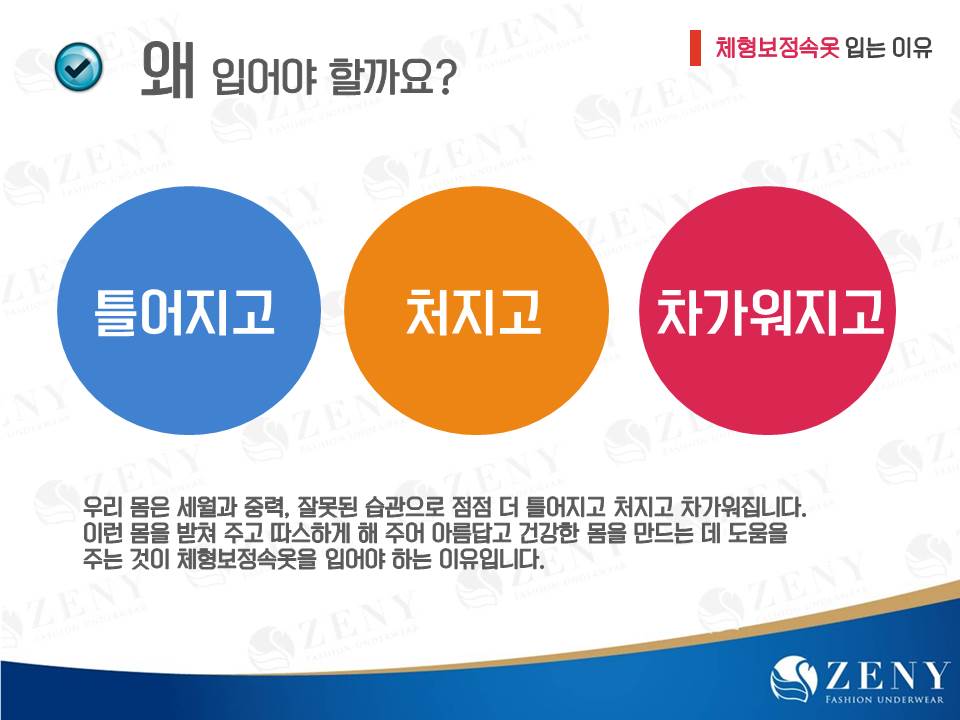 왜 입어야 할까요?
체형보정속옷 입는 이유
틀어지고
처지고
차가워지고
우리 몸은 세월과 중력, 잘못된 습관으로 점점 더 틀어지고 처지고 차가워집니다.
이런 몸을 받쳐 주고 따스하게 해 주어 아름답고 건강한 몸을 만드는 데 도움을
주는 것이 체형보정속옷을 입어야 하는 이유입니다.
ZENY
FASHION UNDERWEAR